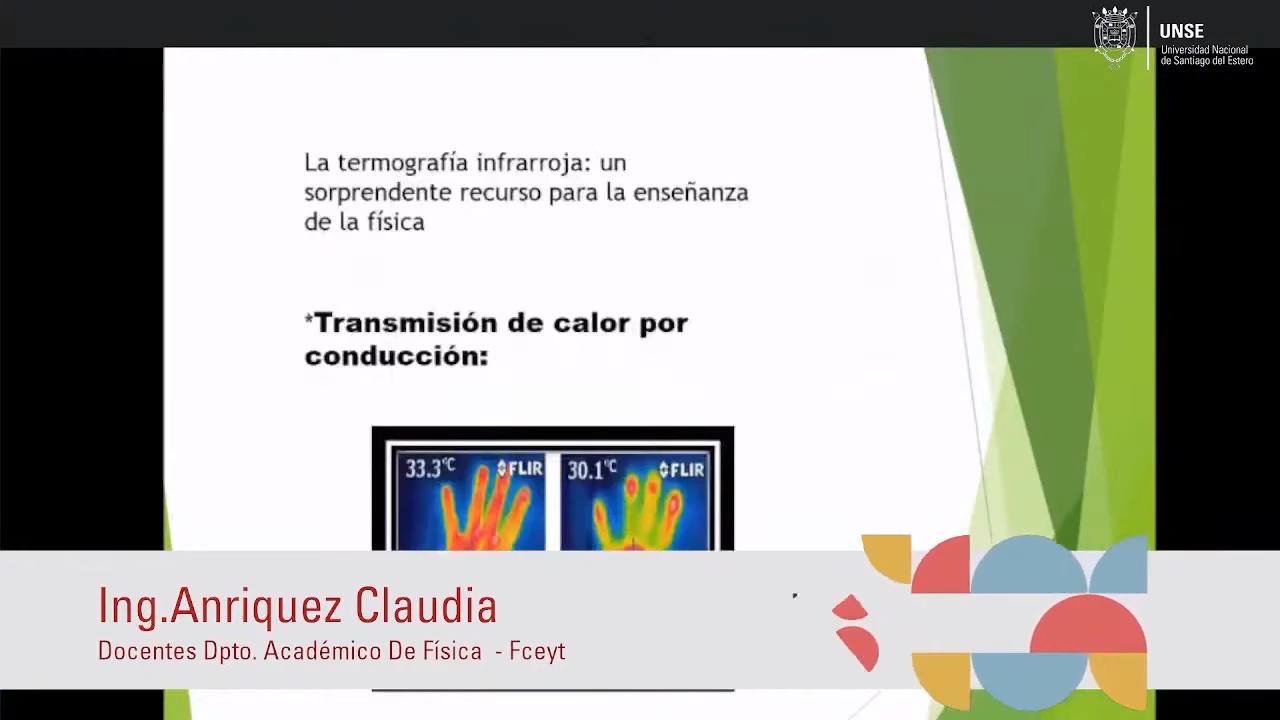 UNSE
Universidad Nacional
de Santiago del Estero
La termografía infrarroja: un
sorprendente recurso para la enseñanza
de la física
*Transmisión de calor por
conducción:
33.3°C FLIR
30.1°C FLIR
Ing.Anriquez Claudia
Docentes Dpto. Académico De Física - Fceyt